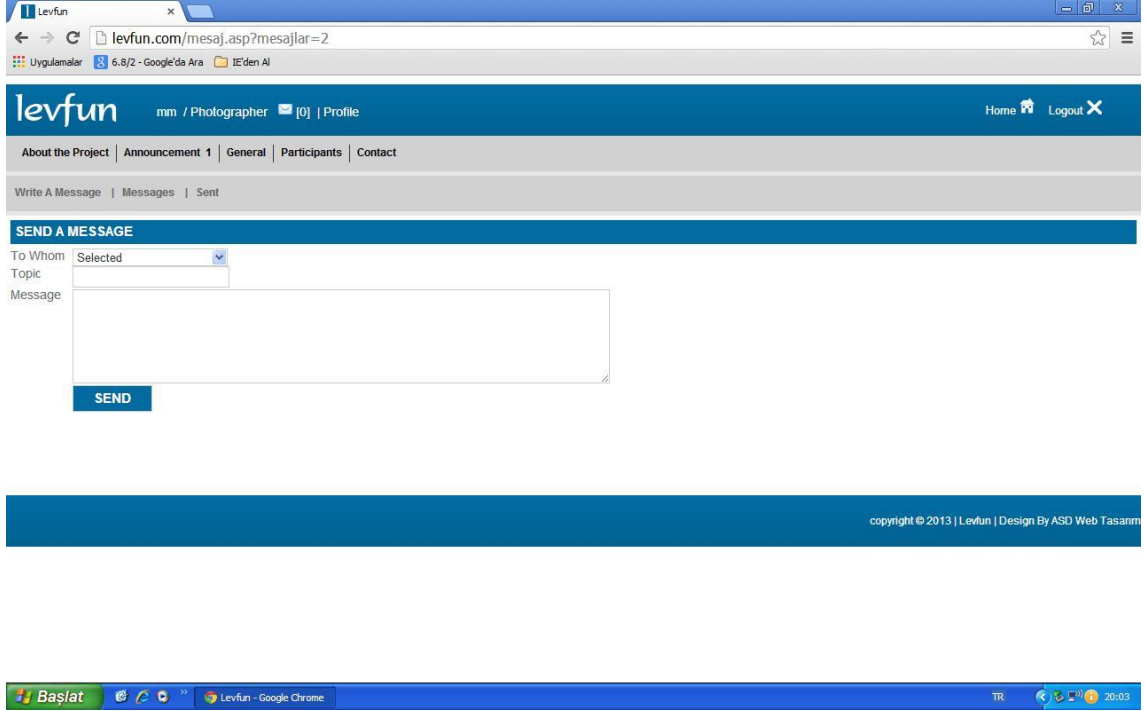 Levfun
levfun.com/mesaj.asp?mesajlar=2
Uygulamalar 6.8/2 - Google'da Ara IE'den Al
levfun mm / Photographer [0] | Profile Home Logout
About the Project | Announcement 1 | General | Participants | Contact
Write A Message | Messages | Sent
SEND A MESSAGE
To Whom Selected
Topic
Message
SEND
copyright © 2013 | Levfun | Design By ASD Web Tasarım
Başlat Levfun - Google Chrome TR 20:03